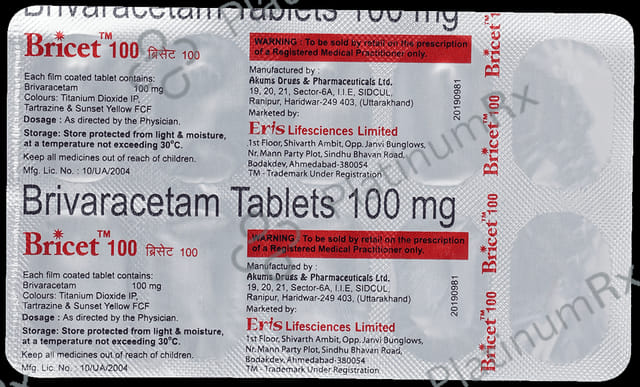 Brivaracetam Tablets 100 mg
Bricet™ 100 ब्रिसेट 100
Each film coated tablet contains:
Brivaracetam 100 mg
Colours: Titanium Dioxide IP,
Tartrazine & Sunset Yellow FCF
Dosage : As directed by the Physician.
Storage: Store protected from light & moisture,
at a temperature not exceeding 30°C.
Keep all medicines out of reach of children.
Mfg. Lic. No. : 10/UA/2004
WARNING : To be sold by retail on the prescription
of a Registered Medical Practitioner only.
Manufactured by :
Akums Drugs & Pharmaceuticals Ltd.
19, 20, 21, Sector-6A, I.I.E, SIDCUL,
Ranipur, Haridwar-249 403, (Uttarakhand)
Marketed by:
Eris Lifesciences Limited
1st Floor, Shivarth Ambit, Opp. Janvi Bunglows,
Nr. Mann Party Plot, Sindhu Bhavan Road,
Bodakdev, Ahmedabad-380054
TM - Trademark Under Registration
20190981
Brivaracetam Tablets 100 mg
Bricet™ 100 ब्रिसेट 100
Each film coated tablet contains:
Brivaracetam 100 mg
Colours: Titanium Dioxide IP,
Tartrazine & Sunset Yellow FCF
Dosage : As directed by the Physician.
Storage: Store protected from light & moisture,
at a temperature not exceeding 30°C.
Keep all medicines out of reach of children.
Mfg. Lic. No. : 10/UA/2004
WARNING : To be sold by retail on the prescription
of a Registered Medical Practitioner only.
Manufactured by :
Akums Drugs & Pharmaceuticals Ltd.
19, 20, 21, Sector-6A, I.I.E, SIDCUL,
Ranipur, Haridwar-249 403, (Uttarakhand)
Marketed by:
Eris Lifesciences Limited
1st Floor, Shivarth Ambit, Opp. Janvi Bunglows,
Nr. Mann Party Plot, Sindhu Bhavan Road,
Bodakdev, Ahmedabad-380054
TM - Trademark Under Registration
20190981
Bricet™ 1
Bricet™ 100
Bricet™ 100
Bricet 100
PlatinumRx
PlatinumRx
PlatinumRx